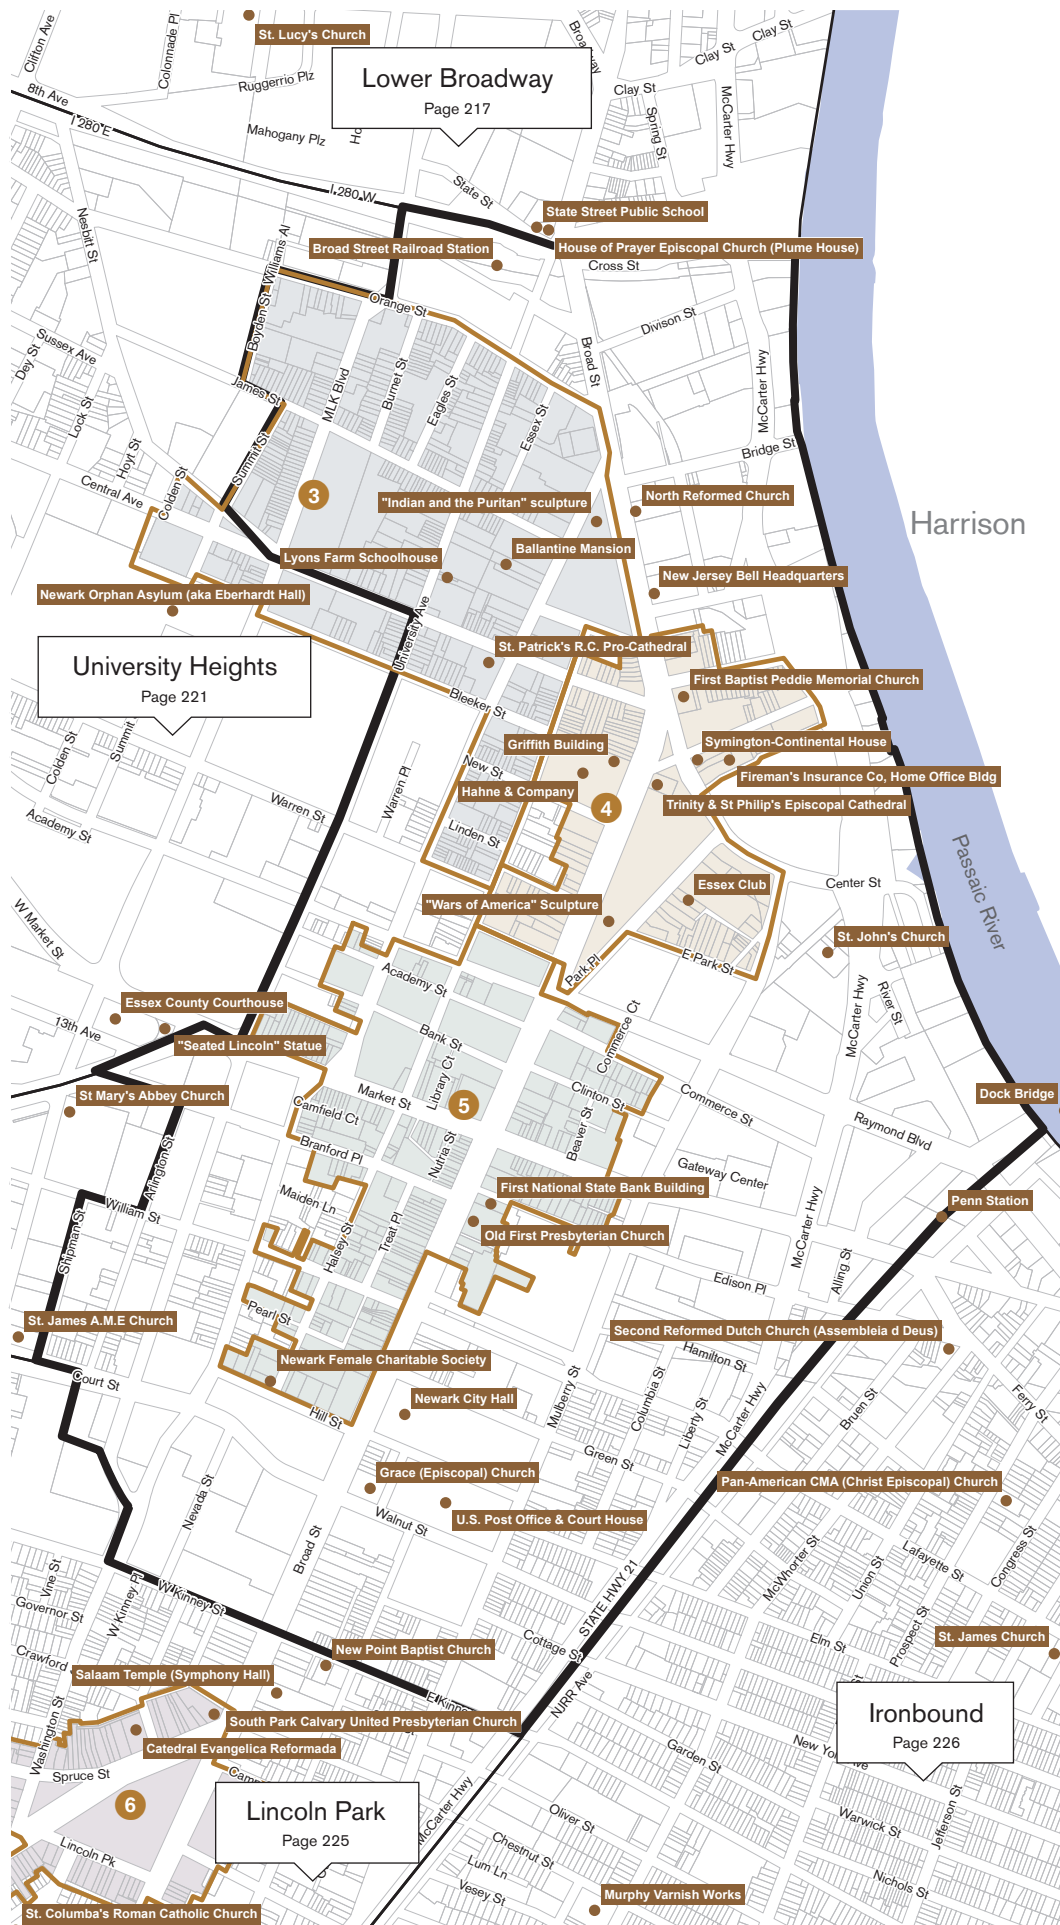 Clifton Ave
Colonnade Pl
St. Lucy's Church
Clay St
Clay St
Lower Broadway
Page 217
Ruggerrio Plz
8th Ave
I 280 E
Mahogany Plz
Clay St
Spring St
McCarter Hwy
I 280 W
State St
Nesbitt St
State Street Public School
Broad Street Railroad Station
House of Prayer Episcopal Church (Plume House)
Cross St
Williams Al
Boyden St
Orange St
Divison St
Sussex Ave
Dey St
Lock St
James St
MLK Blvd
Burnet St
Eagles St
Essex St
Broad St
McCarter Hwy
Bridge St
Hoyt St
Summit St
Colden St
Central Ave
3
"Indian and the Puritan" sculpture
North Reformed Church
Harrison
Ballantine Mansion
Lyons Farm Schoolhouse
New Jersey Bell Headquarters
Newark Orphan Asylum (aka Eberhardt Hall)
University Ave
St. Patrick's R.C. Pro-Cathedral
University Heights
Page 221
First Baptist Peddie Memorial Church
Bleeker St
Colden St
Summit
Griffith Building
Symington-Continental House
New St
Fireman's Insurance Co, Home Office Bldg
Hahne & Company
4
Trinity & St Philip's Episcopal Cathedral
Warren St
Warren Pl
Academy St
Linden St
Passaic River
Essex Club
Center St
"Wars of America" Sculpture
W Market St
St. John's Church
E Park St
Park Pl
Academy St
River St
McCarter Hwy
Essex County Courthouse
13th Ave
"Seated Lincoln" Statue
Bank St
Commerce Ct
Library Ct
Market St
Clinton St
5
St Mary's Abbey Church
Camfield Ct
Commerce St
Dock Bridge
Raymond Blvd
Beaver St
Branford Pl
Nutria St
Arlington St
Gateway Center
First National State Bank Building
Penn Station
Maiden Ln
William St
Old First Presbyterian Church
Shipman St
Halsey St
Treat Pl
McCarter Hwy
Alling St
Edison Pl
Pearl St
St. James A.M.E Church
Second Reformed Dutch Church (Assembleia d Deus)
Hamilton St
Newark Female Charitable Society
Court St
Newark City Hall
Hill St
Mulberry St
Columbia St
Liberty St
McCarter Hwy
Bruen St
Ferry St
Green St
Grace (Episcopal) Church
Pan-American CMA (Christ Episcopal) Church
Nevada St
U.S. Post Office & Court House
Walnut St
Broad St
Lafayette St
Congress St
McWhorter St
Union St
Vine St
W Kinney Pl
W Kinney St
Governor St
STATE HWY 21
Cottage St
Elm St
Prospect St
St. James Church
New Point Baptist Church
Crawford
Salaam Temple (Symphony Hall)
NJRR Ave
Ironbound
Page 226
Washington St
South Park Calvary United Presbyterian Church
Catedral Evangelica Reformada
Garden St
Spruce St
6
Lincoln Park
Page 225
McCarter Hwy
Oliver St
Warwick St
Jefferson St
Lincoln Pk
Chestnut St
Lum Ln
Vesey St
Nichols St
Murphy Varnish Works
St. Columba's Roman Catholic Church